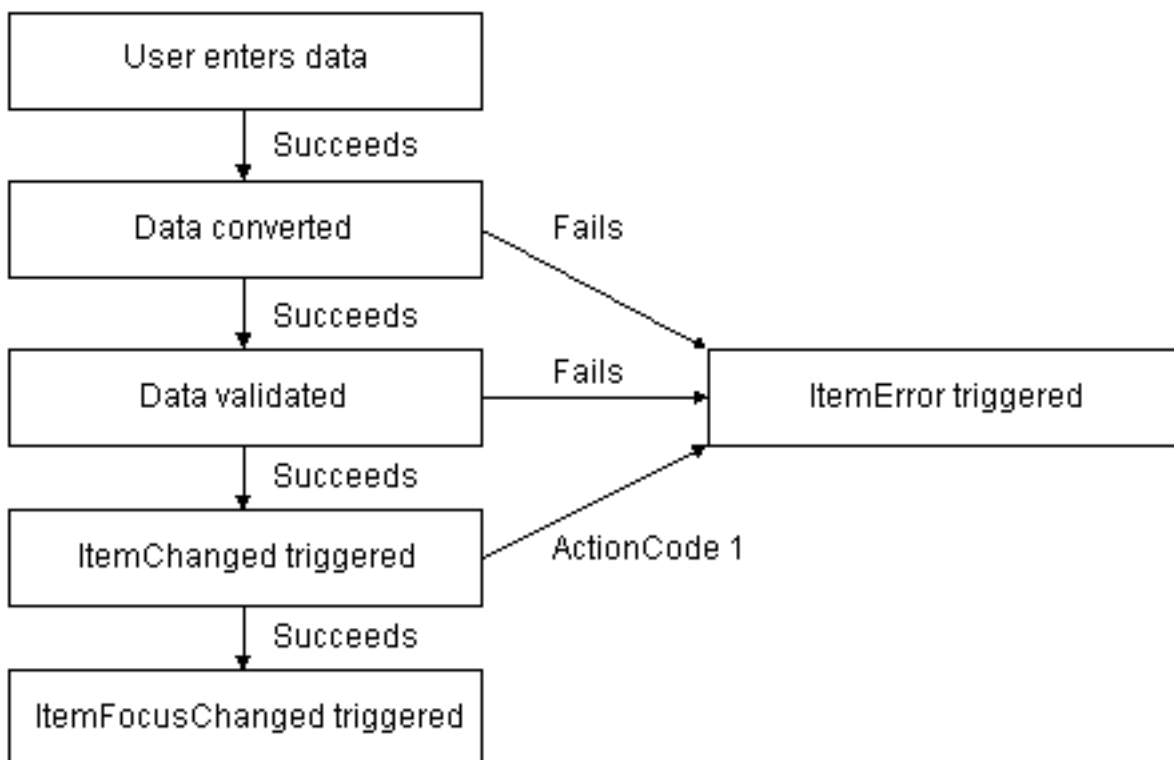 User enters data
Succeeds
Data converted
Fails
Succeeds
Data validated
Fails
ItemError triggered
Succeeds
ItemChanged triggered
ActionCode 1
Succeeds
ItemFocusChanged triggered